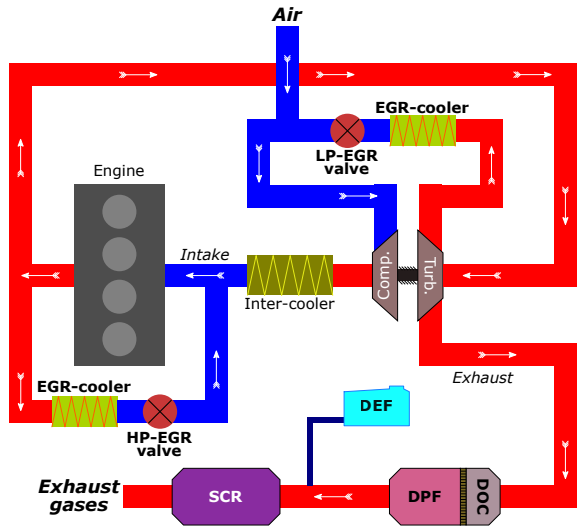 Air
EGR-cooler
LP-EGR
valve
Engine
Intake
Comp.
Turb.
Inter-cooler
Exhaust
EGR-cooler
HP-EGR
valve
DEF
Exhaust
gases
SCR
DPF
DOC